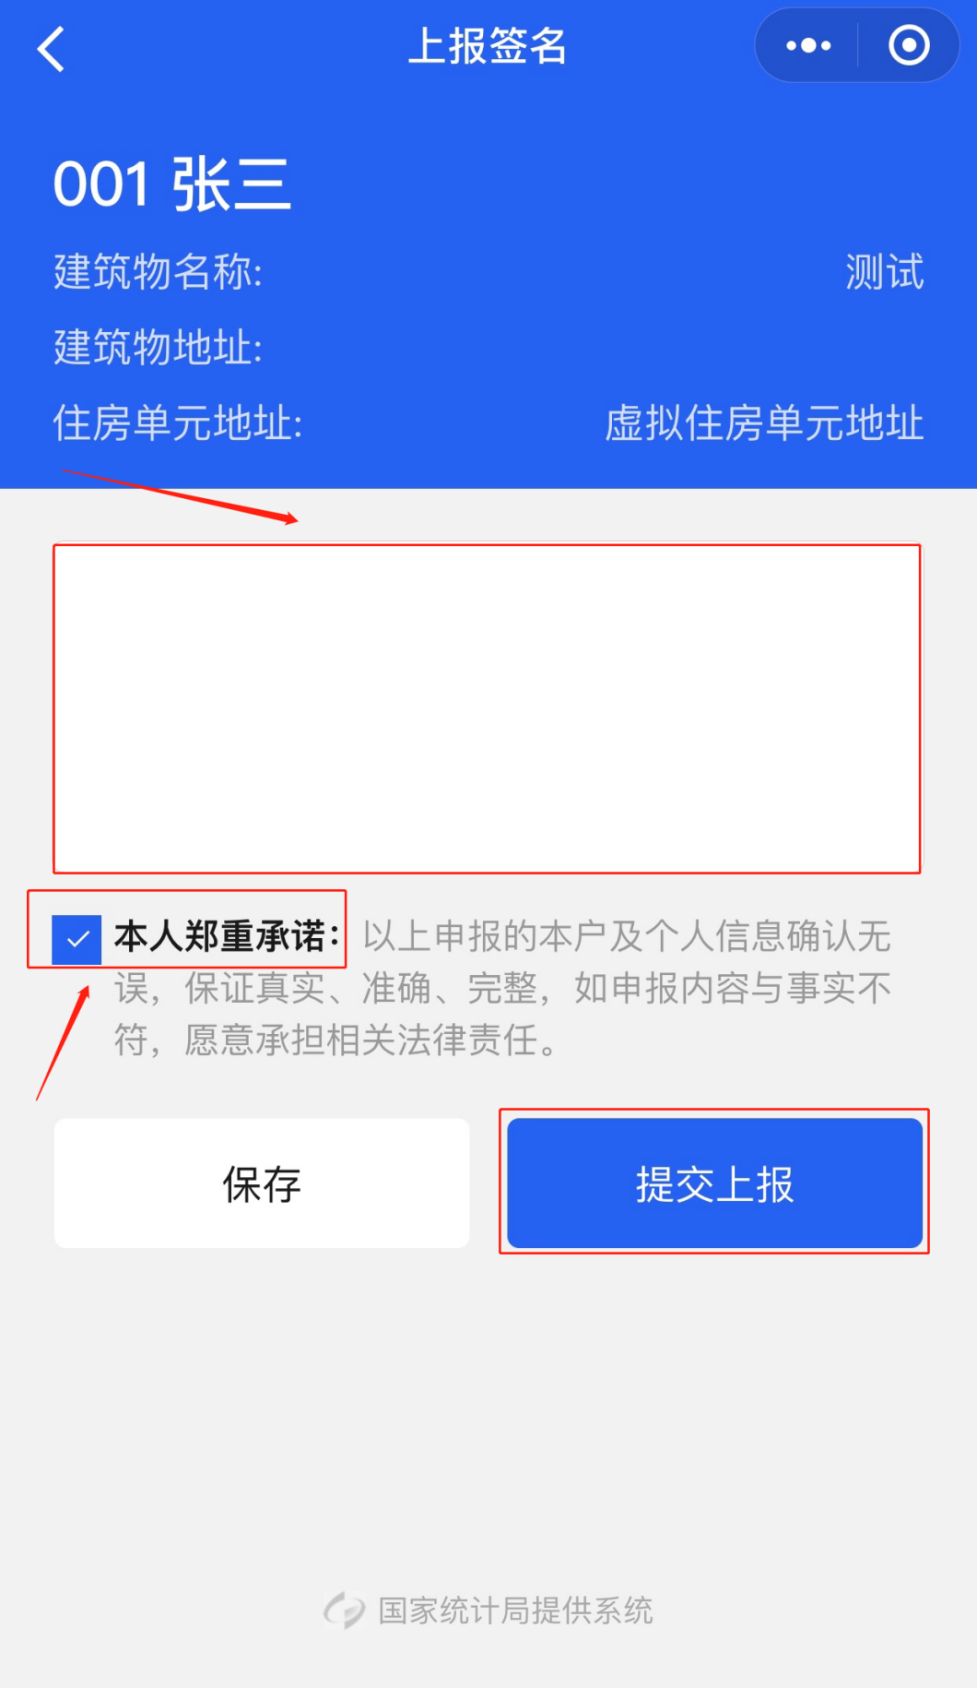 上报签名
001 张三
建筑物名称: 测试
建筑物地址:
住房单元地址: 虚拟住房单元地址
本人郑重承诺: 以上申报的本户及个人信息确认无
误，保证真实、准确、完整，如申报内容与事实不
符，愿意承担相关法律责任。
保存 提交上报
国家统计局提供系统